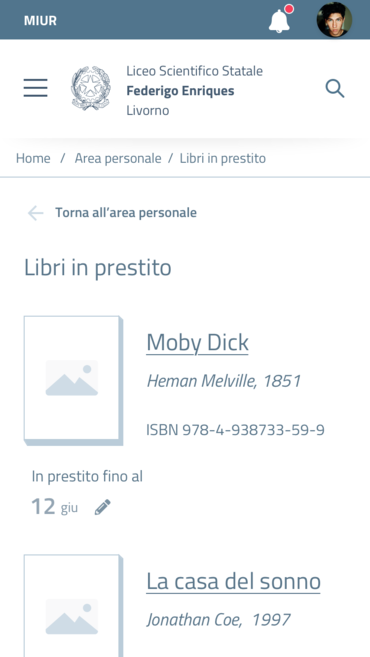 MIUR
Liceo Scientifico Statale
Federigo Enriques
Livorno
Home / Area personale / Libri in prestito
Torna all’area personale
Libri in prestito
Moby Dick
Heman Melville, 1851
ISBN 978-4-938733-59-9
In prestito fino al
12 giu
La casa del sonno
Jonathan Coe, 1997